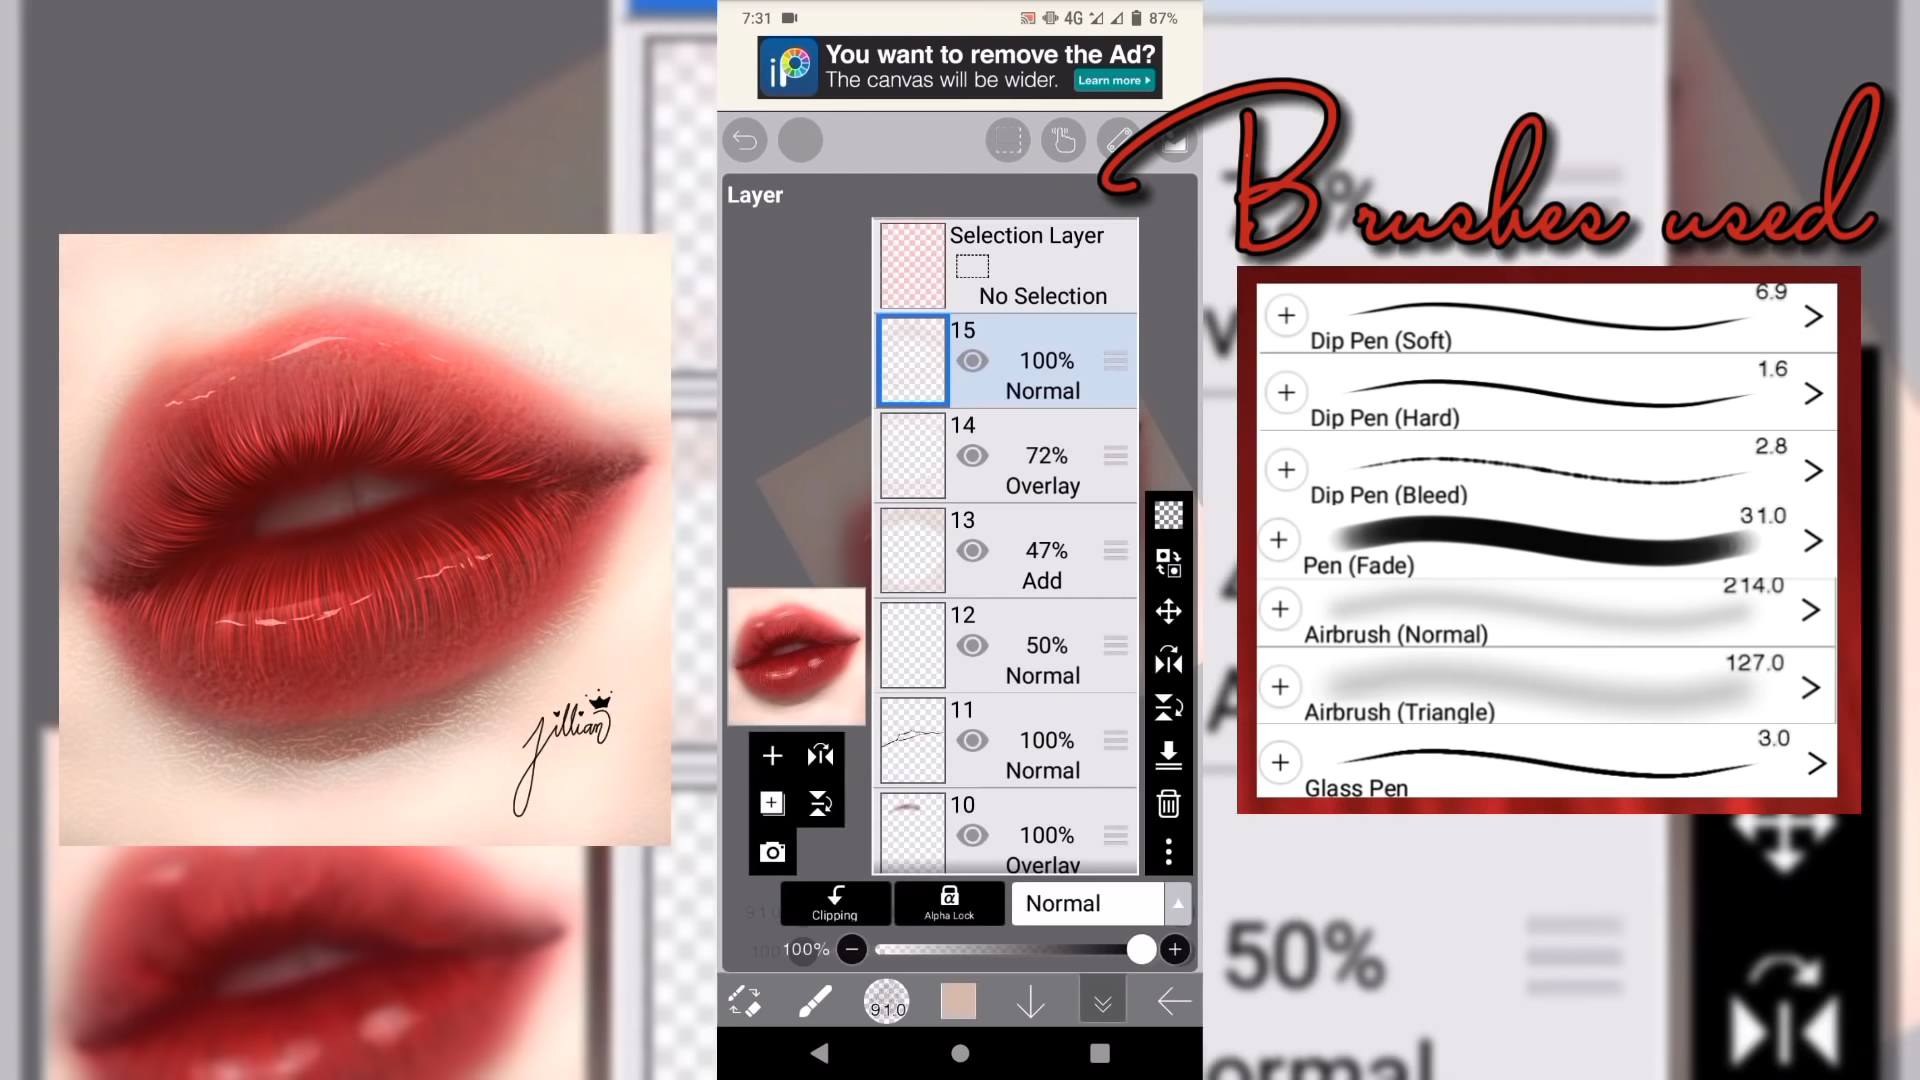 7:31
4G
87%
iP
You want to remove the Ad?
The canvas will be wider.
Learn more
Brushes used
Layer
Selection Layer
No Selection
15
100%
Normal
14
72%
Overlay
13
47%
Add
12
50%
Normal
11
100%
Normal
10
100%
Overlay
Clipping
α
Alpha Lock
Normal
100%
91.0
jillian
6.9
Dip Pen (Soft)
1.6
Dip Pen (Hard)
2.8
Dip Pen (Bleed)
31.0
Pen (Fade)
214.0
Airbrush (Normal)
127.0
Airbrush (Triangle)
3.0
Glass Pen
50%